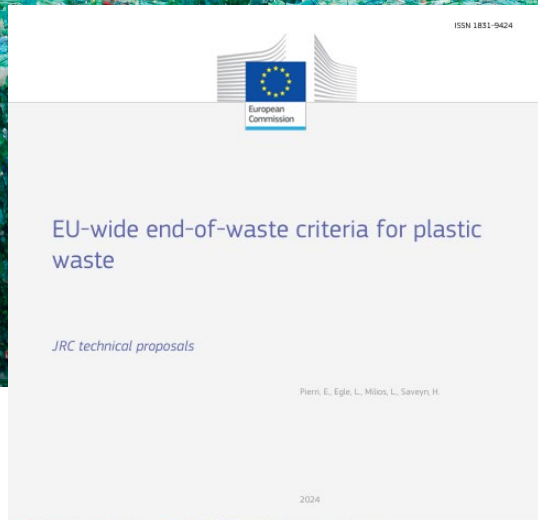 ISSN 1831-9424
European
Commission
EU-wide end-of-waste criteria for plastic
waste
JRC technical proposals
Pierri, E., Egle, L., Milios, L., Saveyn, H.
2024